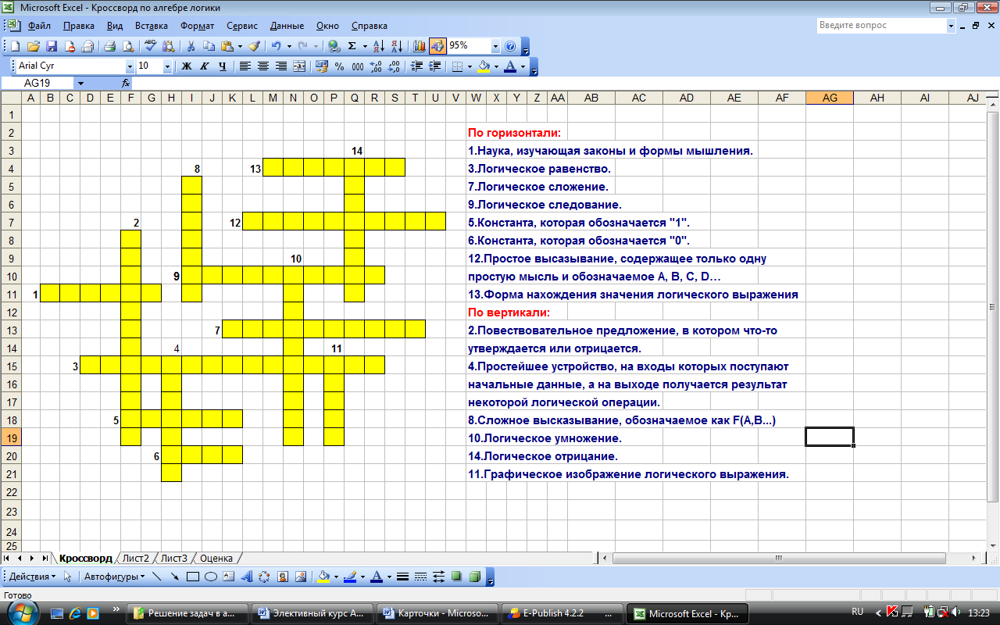 Microsoft Excel - Кроссворд по алгебре логики
Файл Правка Вид Вставка Формат Сервис Данные Окно Справка Введите вопрос
95%
Arial Cyr 10 Ж К Ч % 000
AG19 fx
A B C D E F G H I J K L M N O P Q R S T U V W X Y Z AA AB AC AD AE AF AG AH AI AJ
1
2 По горизонтали:
3 14 1.Наука, изучающая законы и формы мышления.
4 8 13 3.Логическое равенство.
5 7.Логическое сложение.
6 9.Логическое следование.
7 2 12 5.Константа, которая обозначается "1".
8 6.Константа, которая обозначается "0".
9 10 12.Простое высазывание, содержащее только одну
10 9 простую мысль и обозначаемое A, B, C, D...
11 1 13.Форма нахождения значения логического выражения
12 По вертикали:
13 7 2.Повествовательное предложение, в котором что-то
14 4 11 утверждается или отрицается.
15 3 4.Простейшее устройство, на входы которых поступают
16 начальные данные, а на выходе получается результат
17 некоторой логической операции.
18 5 8.Сложное высказывание, обозначаемое как F(A,B...)
19 10.Логическое умножение.
20 6 14.Логическое отрицание.
21 11.Графическое изображение логического выражения.
22
23
24
25
Кроссворд Лист2 Лист3 Оценка
Действия Автофигуры
Готово
Решение задач в а... Элективный курс А... Карточки - Microso... E-Publish 4.2.2 ... Microsoft Excel - Кр... RU 13:23